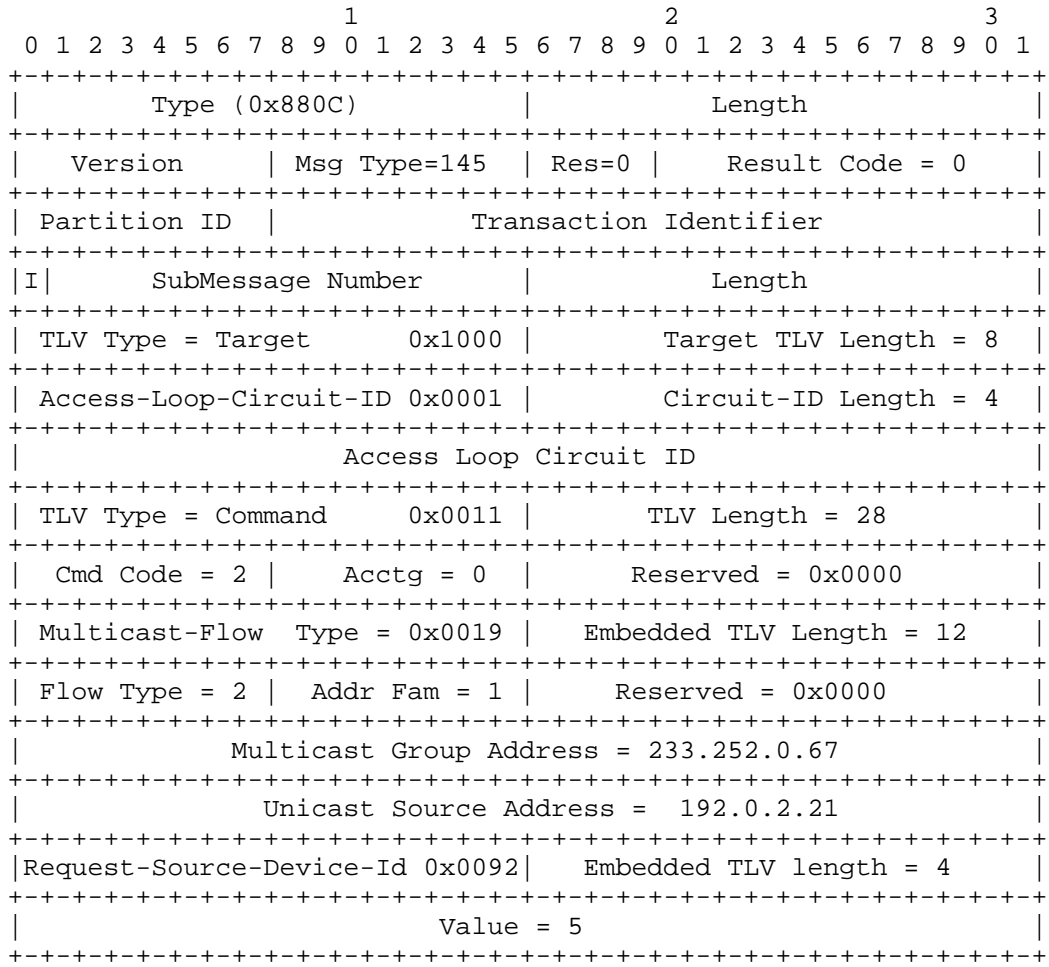 1                   2                   3
 0 1 2 3 4 5 6 7 8 9 0 1 2 3 4 5 6 7 8 9 0 1 2 3 4 5 6 7 8 9 0 1
+-+-+-+-+-+-+-+-+-+-+-+-+-+-+-+-+-+-+-+-+-+-+-+-+-+-+-+-+-+-+-+-+
|        Type (0x880C)          |           Length              |
+-+-+-+-+-+-+-+-+-+-+-+-+-+-+-+-+-+-+-+-+-+-+-+-+-+-+-+-+-+-+-+-+
|   Version     | Msg Type=145  | Res=0 |    Result Code = 0    |
+-+-+-+-+-+-+-+-+-+-+-+-+-+-+-+-+-+-+-+-+-+-+-+-+-+-+-+-+-+-+-+-+
| Partition ID  |            Transaction Identifier             |
+-+-+-+-+-+-+-+-+-+-+-+-+-+-+-+-+-+-+-+-+-+-+-+-+-+-+-+-+-+-+-+-+
|I|      SubMessage Number      |           Length              |
+-+-+-+-+-+-+-+-+-+-+-+-+-+-+-+-+-+-+-+-+-+-+-+-+-+-+-+-+-+-+-+-+
| TLV Type = Target      0x1000 |        Target TLV Length = 8  |
+-+-+-+-+-+-+-+-+-+-+-+-+-+-+-+-+-+-+-+-+-+-+-+-+-+-+-+-+-+-+-+-+
| Access-Loop-Circuit-ID 0x0001 |        Circuit-ID Length = 4  |
+-+-+-+-+-+-+-+-+-+-+-+-+-+-+-+-+-+-+-+-+-+-+-+-+-+-+-+-+-+-+-+-+
|                    Access Loop Circuit ID                     |
+-+-+-+-+-+-+-+-+-+-+-+-+-+-+-+-+-+-+-+-+-+-+-+-+-+-+-+-+-+-+-+-+
| TLV Type = Command     0x0011 |       TLV Length = 28         |
+-+-+-+-+-+-+-+-+-+-+-+-+-+-+-+-+-+-+-+-+-+-+-+-+-+-+-+-+-+-+-+-+
|  Cmd Code = 2 |    Acctg = 0  |      Reserved = 0x0000        |
+-+-+-+-+-+-+-+-+-+-+-+-+-+-+-+-+-+-+-+-+-+-+-+-+-+-+-+-+-+-+-+-+
| Multicast-Flow  Type = 0x0019 |   Embedded TLV Length = 12    |
+-+-+-+-+-+-+-+-+-+-+-+-+-+-+-+-+-+-+-+-+-+-+-+-+-+-+-+-+-+-+-+-+
| Flow Type = 2 |  Addr Fam = 1 |     Reserved = 0x0000         |
+-+-+-+-+-+-+-+-+-+-+-+-+-+-+-+-+-+-+-+-+-+-+-+-+-+-+-+-+-+-+-+-+
|             Multicast Group Address = 233.252.0.67            |
+-+-+-+-+-+-+-+-+-+-+-+-+-+-+-+-+-+-+-+-+-+-+-+-+-+-+-+-+-+-+-+-+
|               Unicast Source Address =  192.0.2.21            |
+-+-+-+-+-+-+-+-+-+-+-+-+-+-+-+-+-+-+-+-+-+-+-+-+-+-+-+-+-+-+-+-+
|Request-Source-Device-Id 0x0092|   Embedded TLV length = 4     |
+-+-+-+-+-+-+-+-+-+-+-+-+-+-+-+-+-+-+-+-+-+-+-+-+-+-+-+-+-+-+-+-+
|                          Value = 5                            |
+-+-+-+-+-+-+-+-+-+-+-+-+-+-+-+-+-+-+-+-+-+-+-+-+-+-+-+-+-+-+-+-+